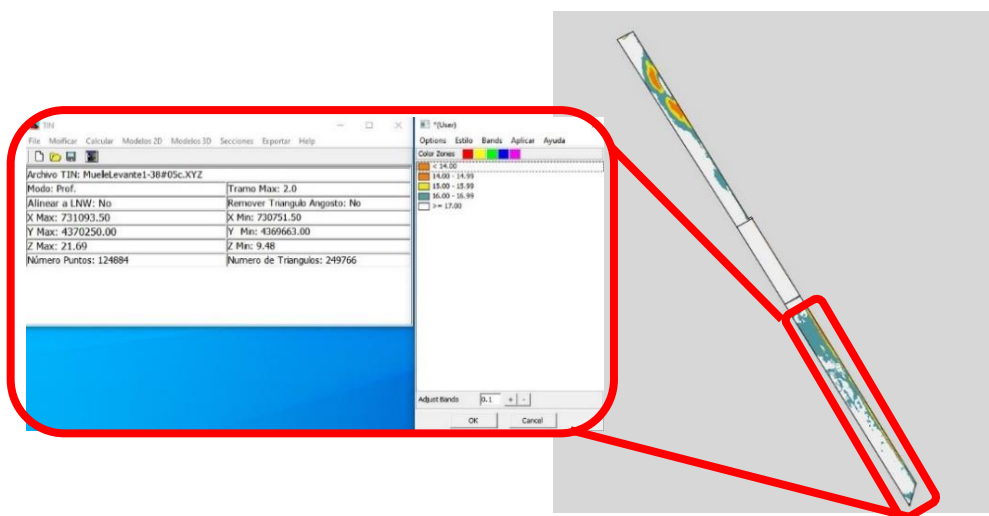 TIN
File Moificar Calcular Modelos 2D Modelos 3D Secciones Exportar Help
Archvo TIN: MuelleLevante1-38#05c.XYZ
Modo: Prof. Tramo Max: 2.0
Alinear a LNW: No Remover Triangulo Angosto: No
X Max: 731093.50 X Min: 730751.50
Y Max: 4370250.00 Y Min: 4369663.00
Z Max: 21.69 Z Min: 9.48
Número Puntos: 124884 Numero de Triangulos: 249766
*(User)
Options Estilo Bands Aplicar Ayuda
Color Zones
< 14.00
14.00 - 14.99
15.00 - 15.99
16.00 - 16.99
>= 17.00
Adjust Bands 0.1 + -
OK Cancel